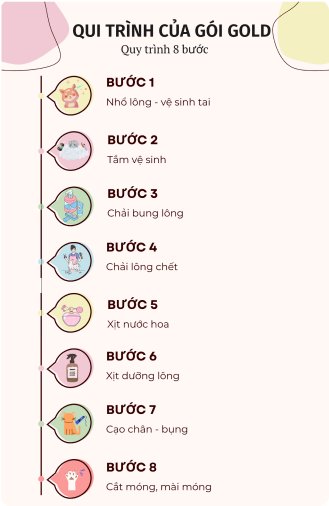 QUI TRÌNH CỦA GÓI GOLD
Quy trình 8 bước
BƯỚC 1
Nhổ lông - vệ sinh tai
BƯỚC 2
Tắm vệ sinh
BƯỚC 3
Chải bung lông
BƯỚC 4
Chải lông chết
BƯỚC 5
Xịt nước hoa
BƯỚC 6
Xịt dưỡng lông
BƯỚC 7
Cạo chân - bụng
BƯỚC 8
Cắt móng, mài móng